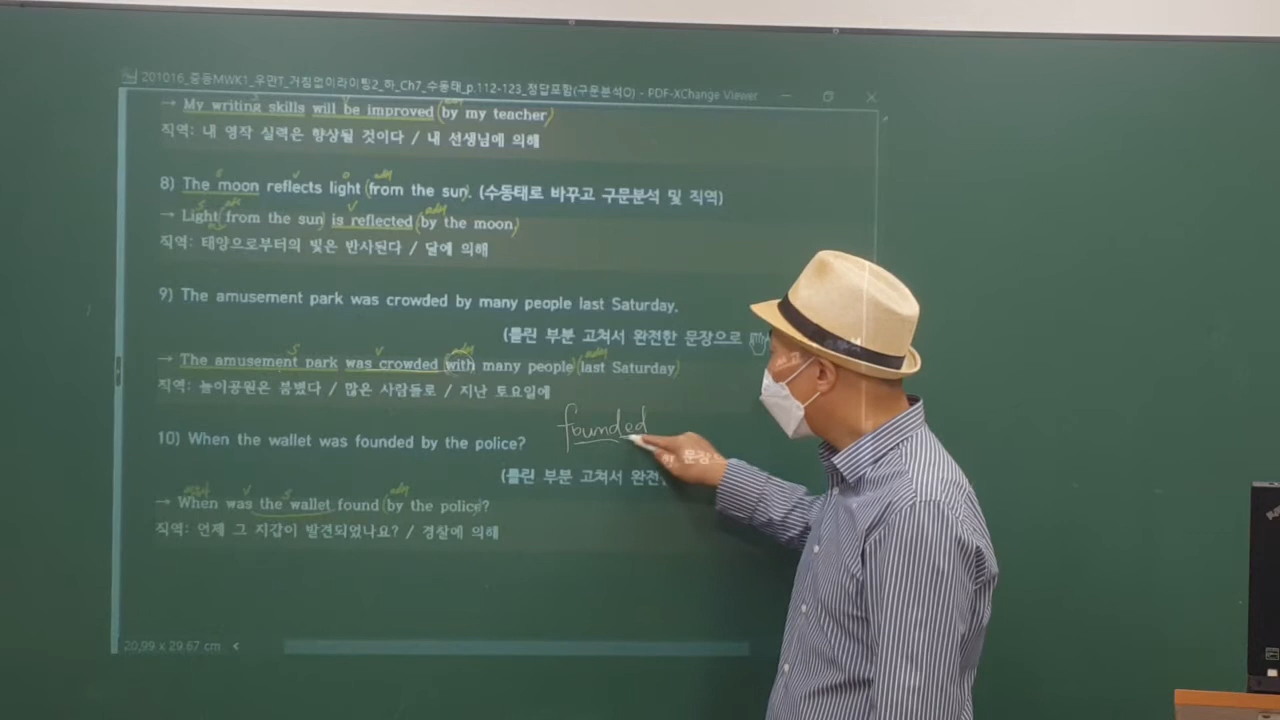 201016_중등MWK1_우먼T_거침없이라이팅2_하_Ch7_수동태_p.112-123_정답포함(구문분석O) - PDF-XChange Viewer
→ My writing skills will be improved (by my teacher)
직역: 내 영작 실력은 향상될 것이다 / 내 선생님에 의해
8) The moon reflects light (from the sun). (수동태로 바꾸고 구문분석 및 직역)
→ Light (from the sun) is reflected (by the moon.)
직역: 태양으로부터의 빛은 반사된다 / 달에 의해
9) The amusement park was crowded by many people last Saturday.
(틀린 부분 고쳐서 완전한 문장으로
→ The amusement park was crowded (with many people) (last Saturday)
직역: 놀이공원은 붐볐다 / 많은 사람들로 / 지난 토요일에
founded
10) When the wallet was founded by the police?
(틀린 부분 고쳐서 완전한 문장
→ When was the wallet found (by the police)?
직역: 언제 그 지갑이 발견되었나요? / 경찰에 의해
20,99 x 29.67 cm <